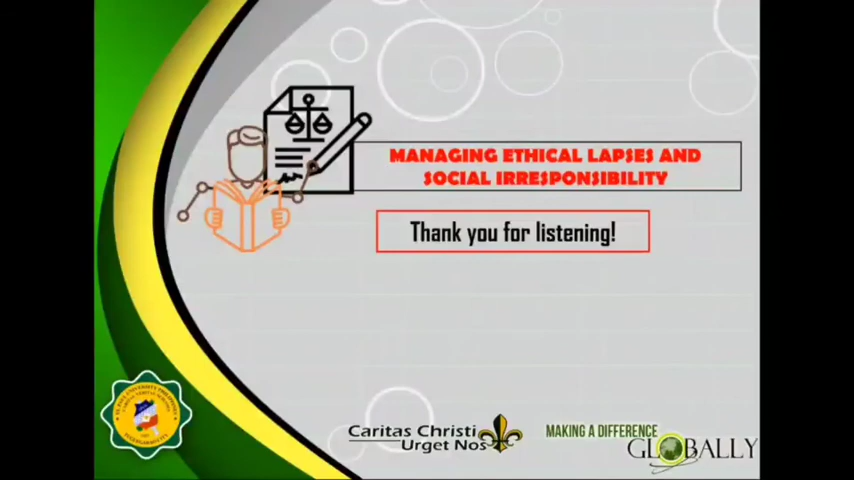 MANAGING ETHICAL LAPSES AND
SOCIAL IRRESPONSIBILITY
Thank you for listening!
Caritas Christi
Urget Nos
MAKING A DIFFERENCE
GLOBALLY